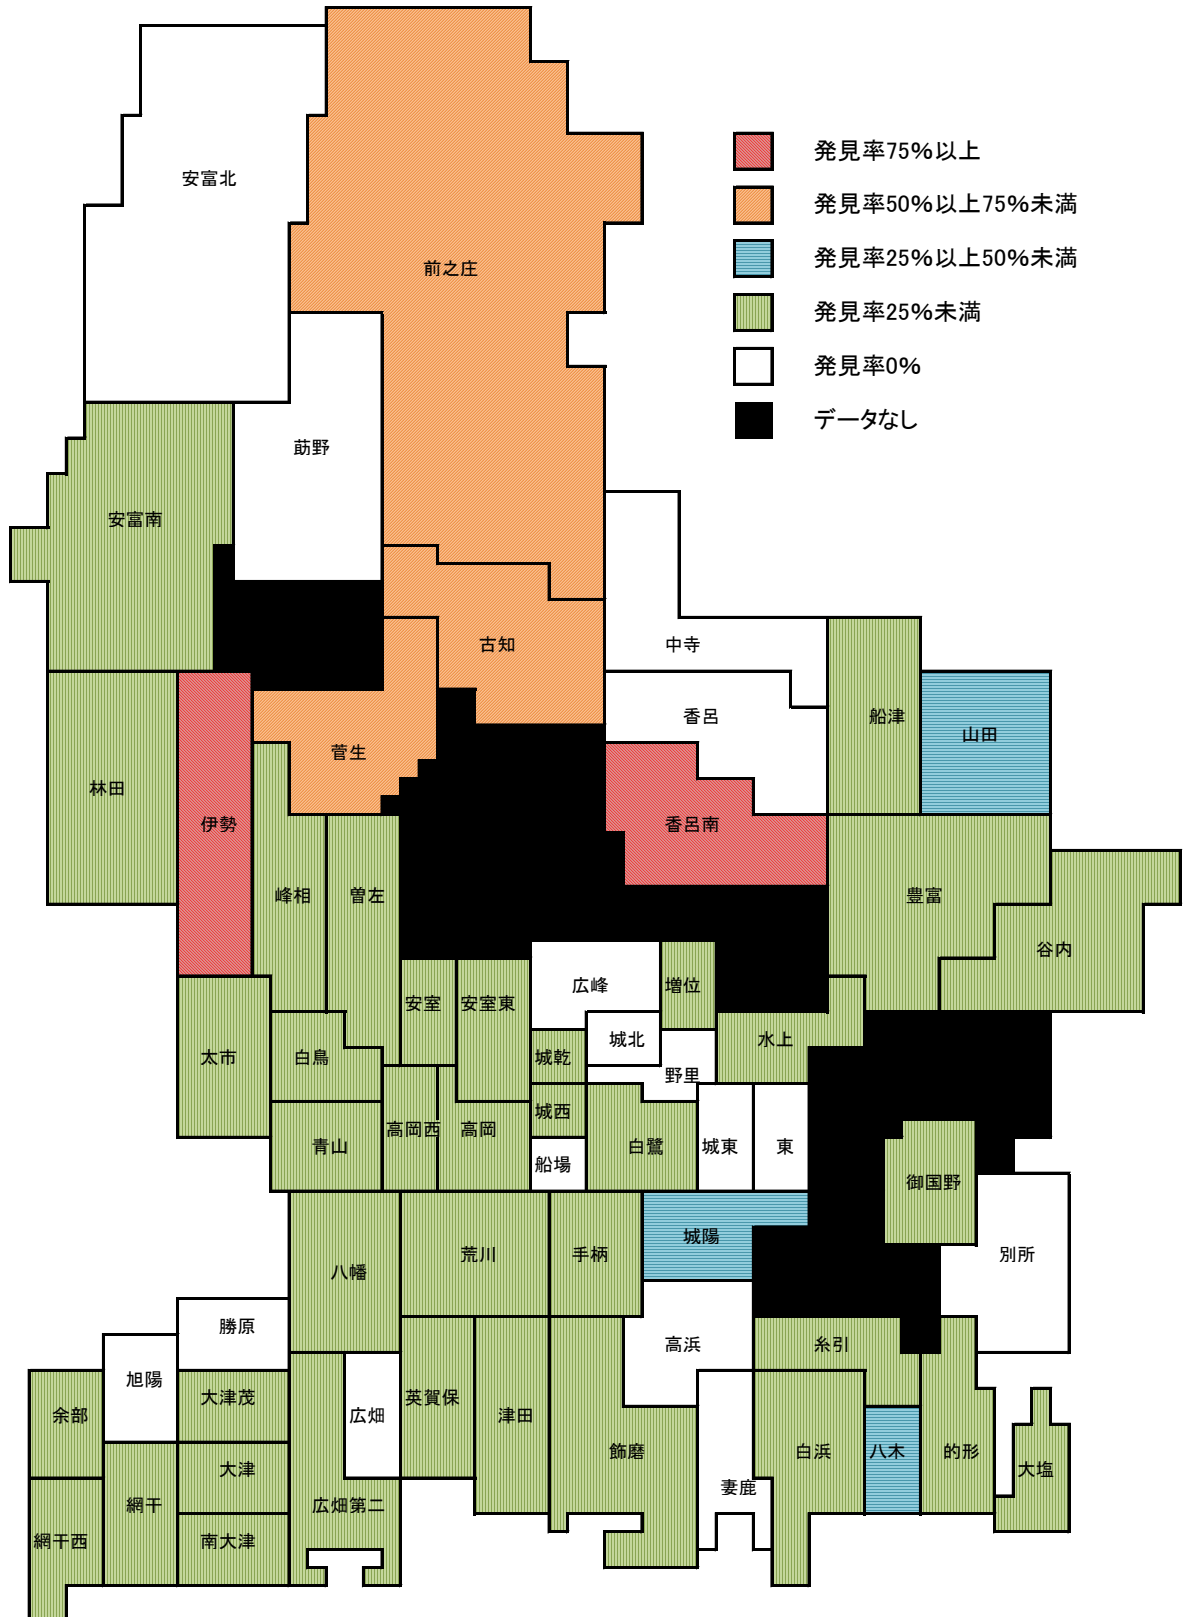 発見率75%以上
安富北
発見率50%以上75%未満
発見率25%以上50%未満
前之庄
発見率25%未満
発見率0%
データなし
莇野
安富南
古知
中寺
香呂
船津
山田
菅生
林田
伊勢
香呂南
峰相
曽左
豊富
谷内
広峰
増位
安室
安室東
城北
水上
太市
白鳥
城乾
野里
城西
高岡西
高岡
青山
白鷺
城東
東
船場
御国野
城陽
荒川
手柄
別所
八幡
勝原
高浜
糸引
旭陽
大津茂
英賀保
余部
広畑
津田
飾磨
白浜
八木
的形
大津
大塩
妻鹿
網干
広畑第二
網干西
南大津